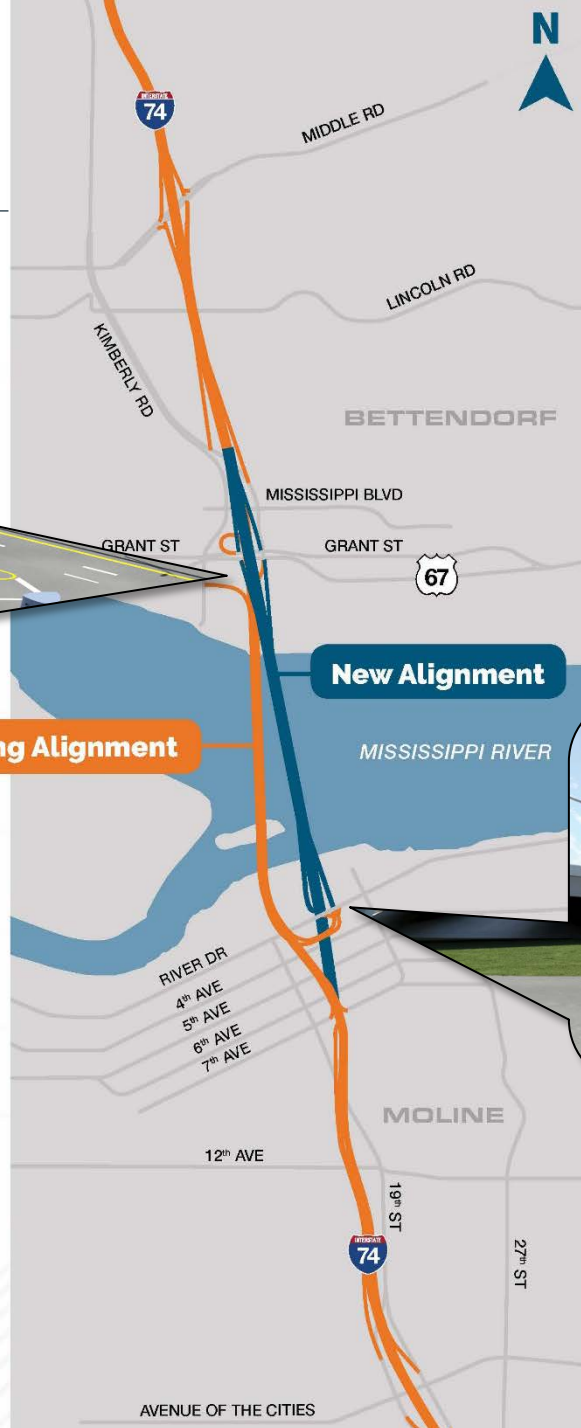 N
INTERSTATE
74
MIDDLE RD
LINCOLN RD
KIMBERLY RD
BETTENDORF
MISSISSIPPI BLVD
GRANT ST
GRANT ST
67
New Alignment
ng Alignment
MISSISSIPPI RIVER
RIVER DR
4th AVE
5th AVE
6th AVE
7th AVE
MOLINE
12th AVE
19th ST
27th ST
INTERSTATE
74
AVENUE OF THE CITIES